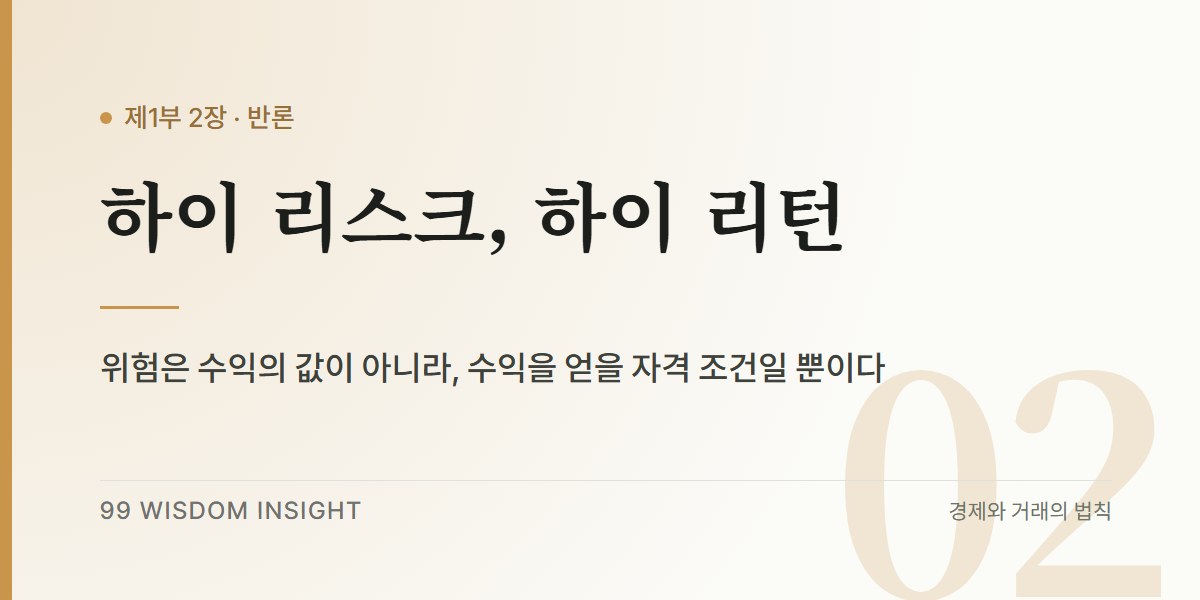 제1부 2장 · 반론
하이 리스크, 하이 리턴
위험은 수익의 값이 아니라, 수익을 얻을 자격 조건일 뿐이다
02
99 WISDOM INSIGHT
경제와 거래의 법칙